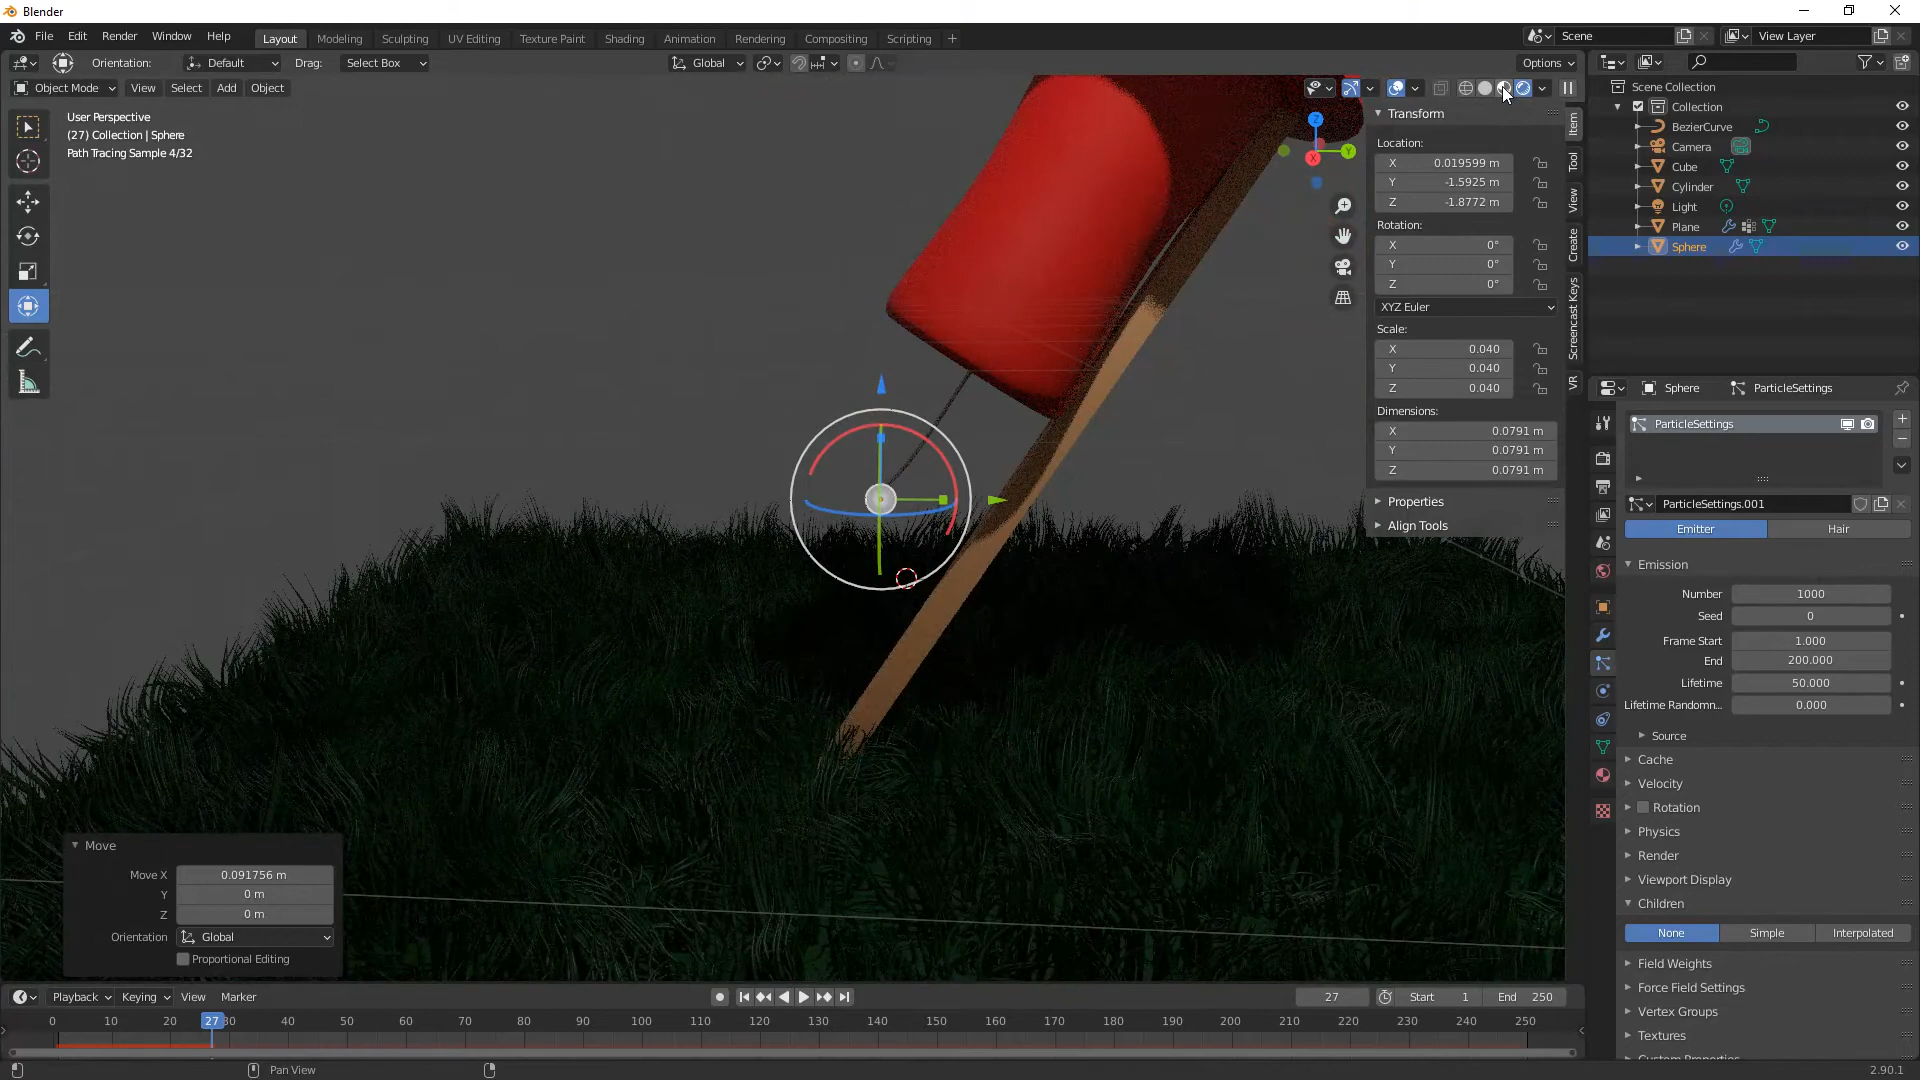 Blender
File Edit Render Window Help
Layout Modeling Sculpting UV Editing Texture Paint Shading Animation Rendering Compositing Scripting +
Scene
View Layer
Orientation: Default Drag: Select Box Global Options
Object Mode View Select Add Object
User Perspective
(27) Collection | Sphere
Path Tracing Sample 4/32
Z
Y
X
Transform
Location:
X 0.019599 m
Y -1.5925 m
Z -1.8772 m
Rotation:
X 0°
Y 0°
Z 0°
XYZ Euler
Scale:
X 0.040
Y 0.040
Z 0.040
Dimensions:
X 0.0791 m
Y 0.0791 m
Z 0.0791 m
Properties
Align Tools
Item
Tool
View
Create
Screencast Keys
VR
Scene Collection
Collection
BezierCurve
Camera
Cube
Cylinder
Light
Plane
Sphere
Sphere ParticleSettings
ParticleSettings
ParticleSettings.001
Emitter Hair
Emission
Number 1000
Seed 0
Frame Start 1.000
End 200.000
Lifetime 50.000
Lifetime Randomn... 0.000
Source
Cache
Velocity
Rotation
Physics
Render
Viewport Display
Children
None Simple Interpolated
Field Weights
Force Field Settings
Vertex Groups
Textures
Custom Properties
Move
Move X 0.091756 m
Y 0 m
Z 0 m
Orientation Global
Proportional Editing
Playback Keying View Marker
27 Start 1 End 250
0 10 20 27 30 40 50 60 70 80 90 100 110 120 130 140 150 160 170 180 190 200 210 220 230 240 250
Pan View
2.90.1